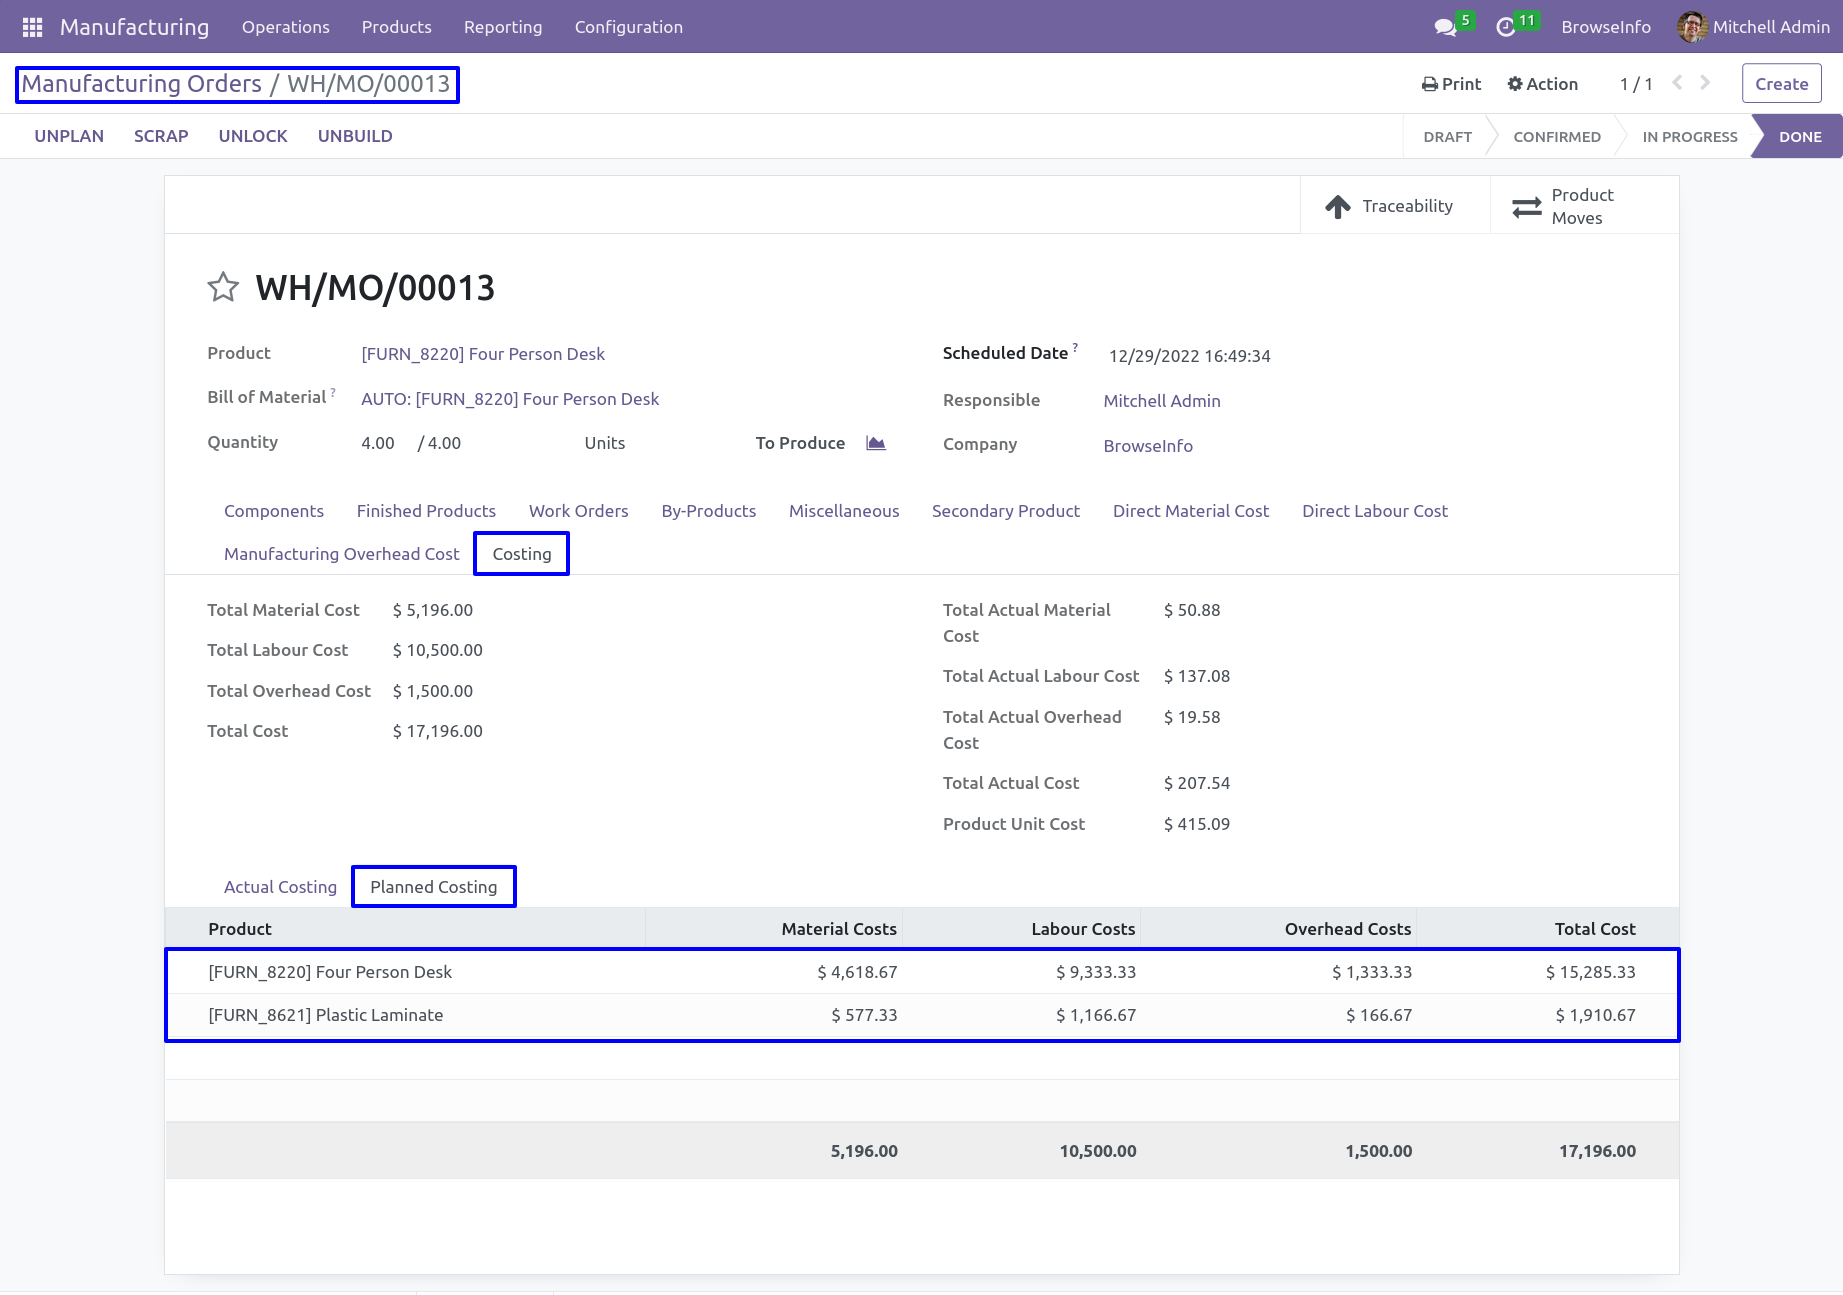 Manufacturing Operations Products Reporting Configuration 5 11 BrowseInfo Mitchell Admin
Manufacturing Orders / WH/MO/00013 Print Action 1 / 1 Create
UNPLAN SCRAP UNLOCK UNBUILD DRAFT CONFIRMED IN PROGRESS DONE
Traceability Product
Moves
WH/MO/00013
Product [FURN_8220] Four Person Desk Scheduled Date ? 12/29/2022 16:49:34
Bill of Material ? AUTO: [FURN_8220] Four Person Desk Responsible Mitchell Admin
Quantity 4.00 / 4.00 Units To Produce Company BrowseInfo
Components Finished Products Work Orders By-Products Miscellaneous Secondary Product Direct Material Cost Direct Labour Cost
Manufacturing Overhead Cost Costing
Total Material Cost $ 5,196.00
Total Labour Cost $ 10,500.00
Total Overhead Cost $ 1,500.00
Total Cost $ 17,196.00
Total Actual Material $ 50.88
Cost
Total Actual Labour Cost $ 137.08
Total Actual Overhead $ 19.58
Cost
Total Actual Cost $ 207.54
Product Unit Cost $ 415.09
Actual Costing Planned Costing
Product Material Costs Labour Costs Overhead Costs Total Cost
[FURN_8220] Four Person Desk $ 4,618.67 $ 9,333.33 $ 1,333.33 $ 15,285.33
[FURN_8621] Plastic Laminate $ 577.33 $ 1,166.67 $ 166.67 $ 1,910.67
5,196.00 10,500.00 1,500.00 17,196.00